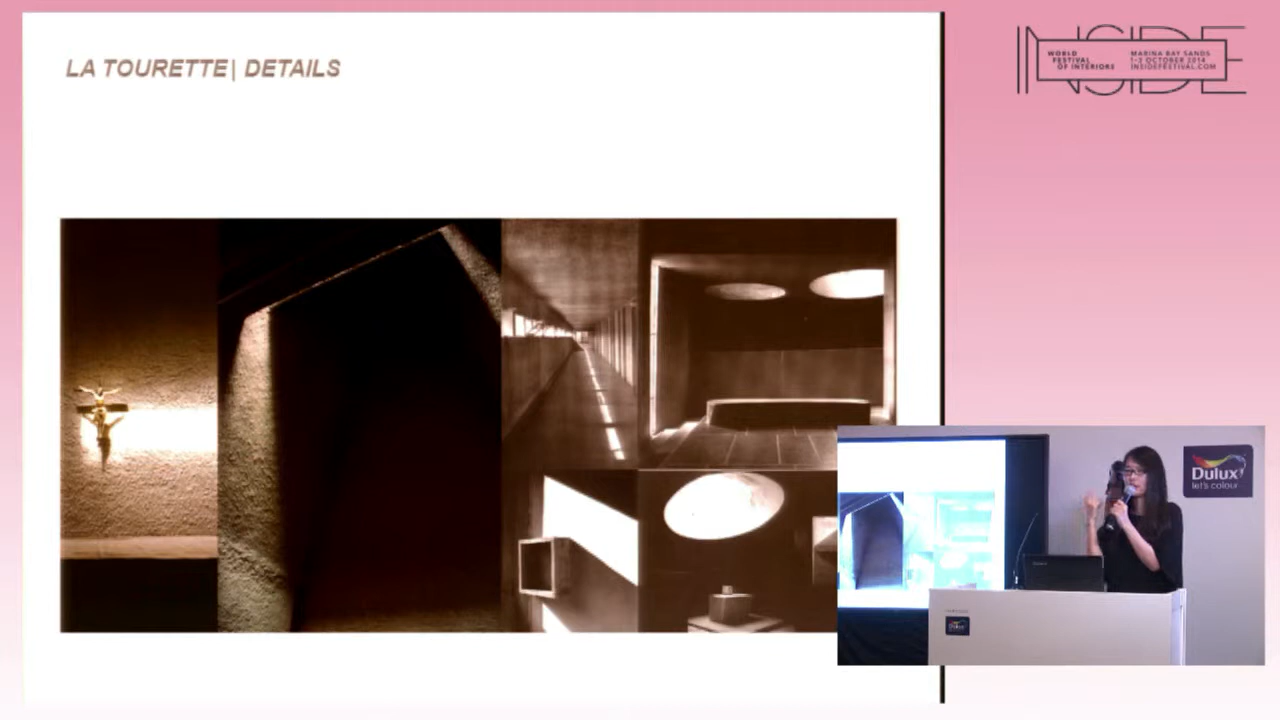 LA TOURETTE| DETAILS
INSIDE
WORLD
FESTIVAL
OF INTERIORS
MARINA BAY SANDS
1-3 OCTOBER 2014
INSIDEFESTIVAL.COM
Dulux
let's colour
Dulux